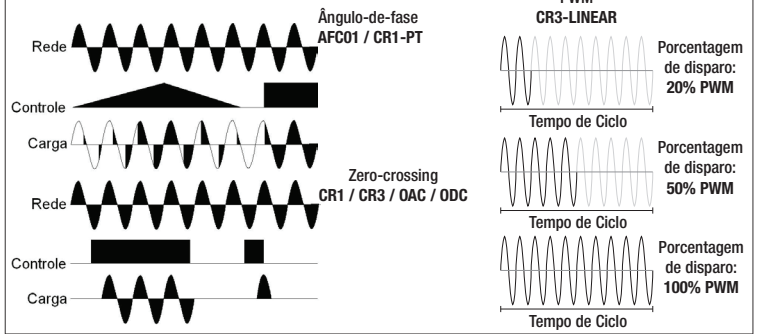 Ângulo-de-fase
AFC01 / CR1-PT
Rede
Controle
Carga
Zero-crossing
CR1 / CR3 / OAC / ODC
Rede
Controle
Carga
PWM
CR3-LINEAR
Porcentagem
de disparo:
20% PWM
Tempo de Ciclo
Porcentagem
de disparo:
50% PWM
Tempo de Ciclo
Porcentagem
de disparo:
100% PWM
Tempo de Ciclo